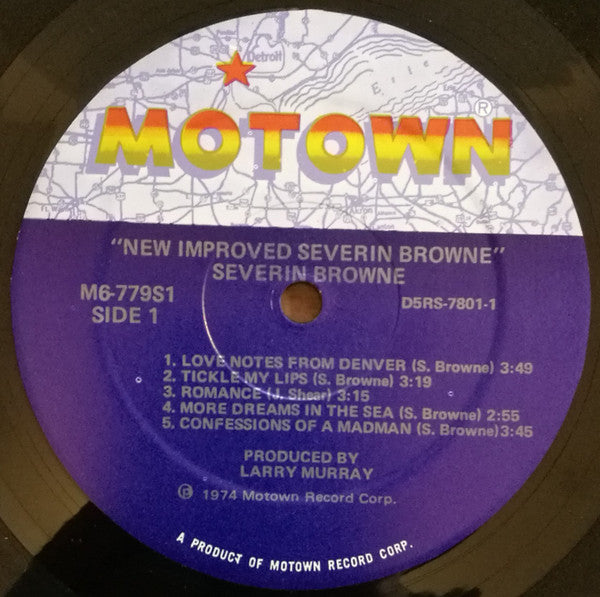 Detroit
Erie
MOTOWN®
Akron
"NEW IMPROVED SEVERIN BROWNE"
SEVERIN BROWNE
M6-779S1
SIDE 1
D5RS-7801-1
1. LOVE NOTES FROM DENVER (S. Browne) 3:49
2. TICKLE MY LIPS (S. Browne) 3:19
3. ROMANCE (J. Shear) 3:15
4. MORE DREAMS IN THE SEA (S. Browne) 2:55
5. CONFESSIONS OF A MADMAN (S. Browne) 3:45
PRODUCED BY
LARRY MURRAY
℗ 1974 Motown Record Corp.
A PRODUCT OF MOTOWN RECORD CORP.